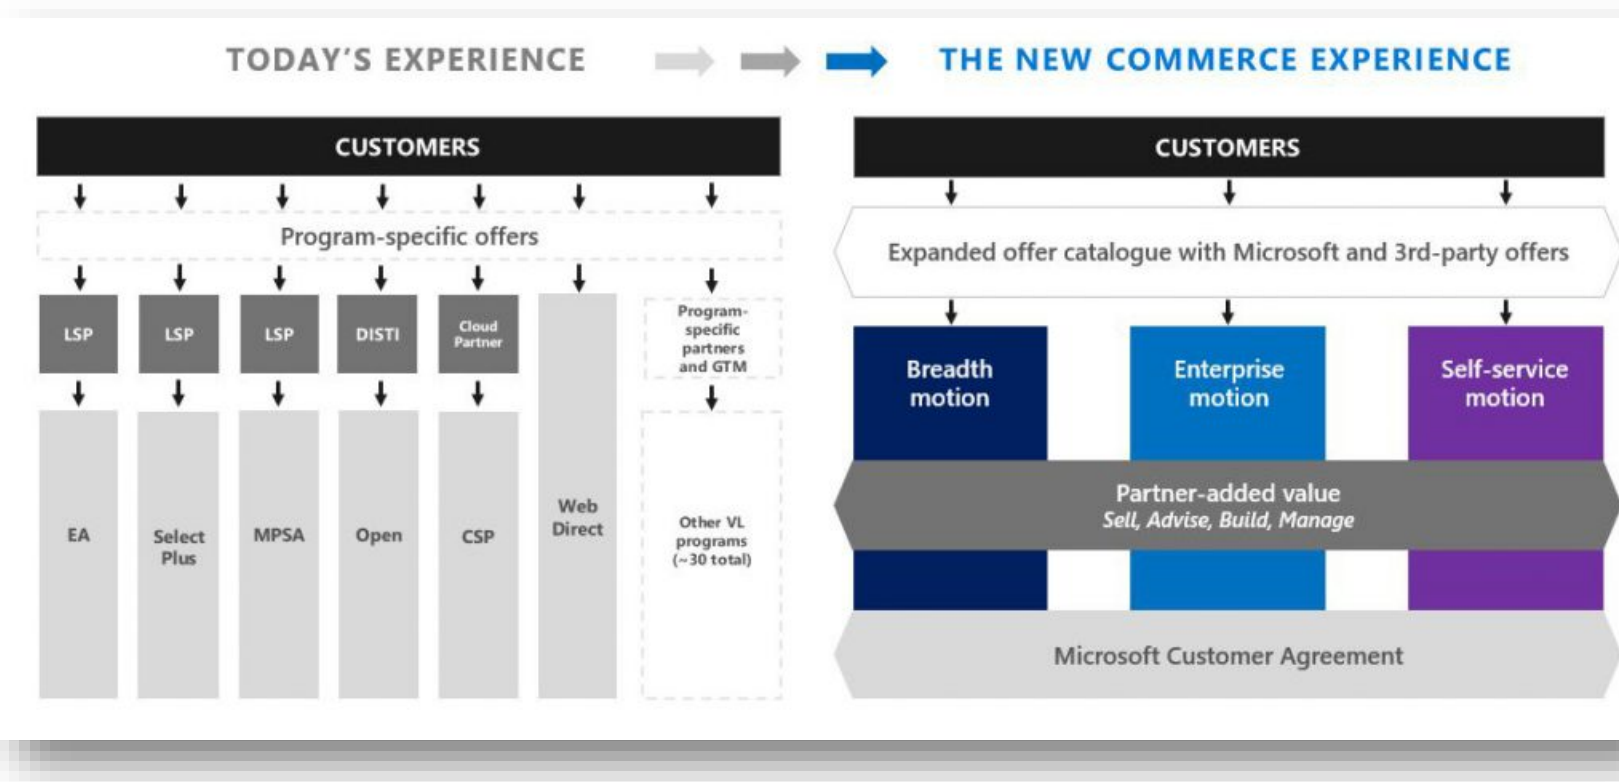 TODAY'S EXPERIENCE
THE NEW COMMERCE EXPERIENCE
CUSTOMERS
Program-specific offers
LSP
LSP
LSP
DISTI
Cloud
Partner
Program-
specific
partners
and GTM
EA
Select
Plus
MPSA
Open
CSP
Web
Direct
Other VL
programs
(~30 total)
CUSTOMERS
Expanded offer catalogue with Microsoft and 3rd-party offers
Breadth
motion
Enterprise
motion
Self-service
motion
Partner-added value
Sell, Advise, Build, Manage
Microsoft Customer Agreement